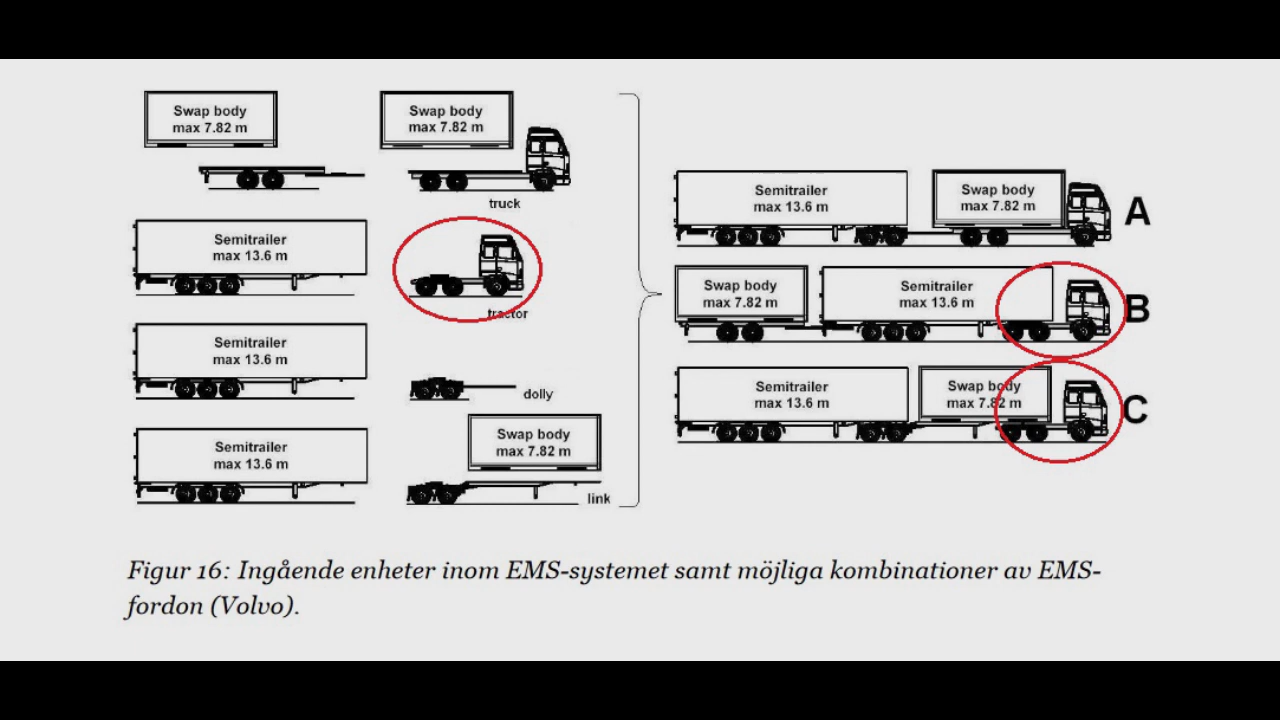 Swap body
max 7.82 m
Swap body
max 7.82 m
truck
Semitrailer
max 13.6 m
tractor
Semitrailer
max 13.6 m
dolly
Semitrailer
max 13.6 m
Swap body
max 7.82 m
link
Semitrailer
max 13.6 m
Swap body
max 7.82 m
A
Swap body
max 7.82 m
Semitrailer
max 13.6 m
B
Semitrailer
max 13.6 m
Swap body
max 7.82 m
C
Figur 16: Ingående enheter inom EMS-systemet samt möjliga kombinationer av EMS-
fordon (Volvo).